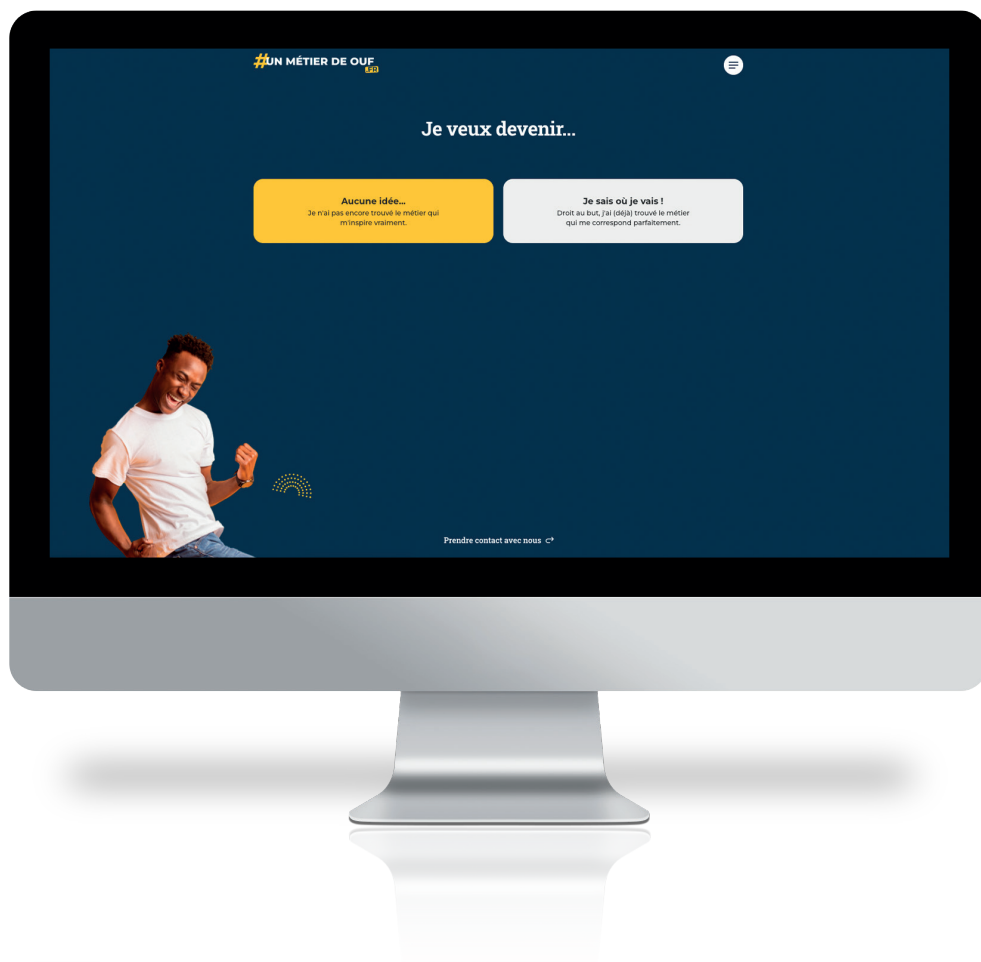 #UN MÉTIER DE OUF
.FR
Je veux devenir...
Aucune idée...
Je n'ai pas encore trouvé le métier qui
m'inspire vraiment.
Je sais où je vais !
Droit au but, j'ai (déjà) trouvé le métier
qui me correspond parfaitement.
Prendre contact avec nous